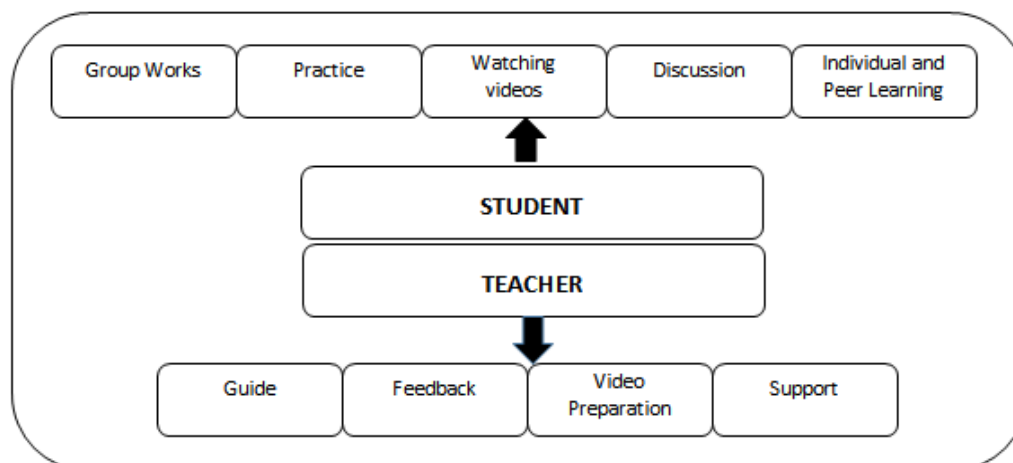 Group Works
Practice
Watching
videos
Discussion
Individual and
Peer Learning
STUDENT
TEACHER
Guide
Feedback
Video
Preparation
Support